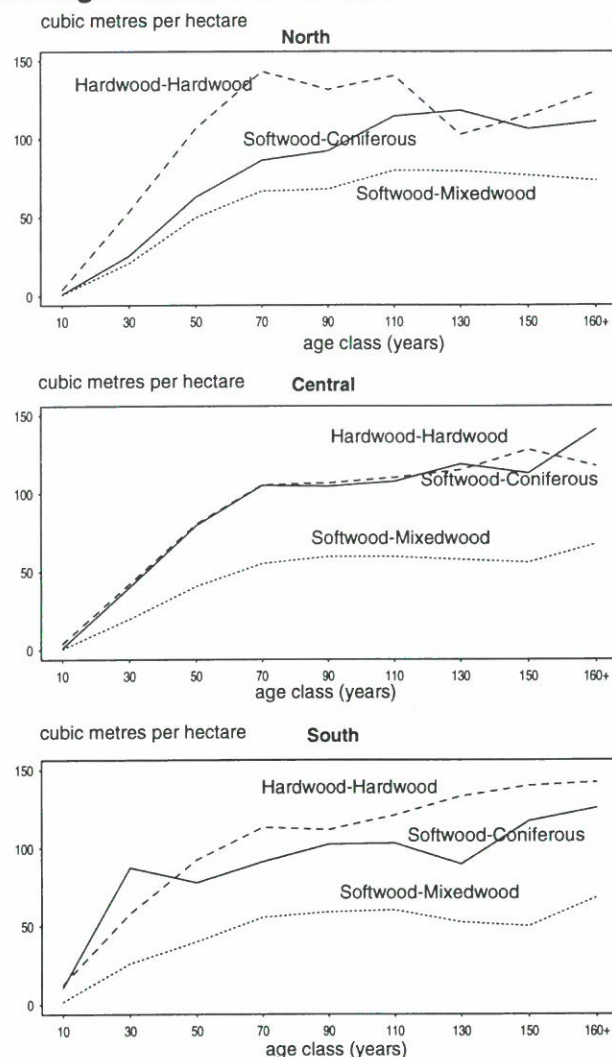 cubic metres per hectare
North
150
Hardwood-Hardwood
100
Softwood-Coniferous
50
Softwood-Mixedwood
0
10 30 50 70 90 110 130 150 160+
age class (years)
cubic metres per hectare Central
150
Hardwood-Hardwood
100
Softwood-Coniferous
Softwood-Mixedwood
50
0
10 30 50 70 90 110 130 150 160+
age class (years)
cubic metres per hectare South
150
Hardwood-Hardwood
100
Softwood-Coniferous
Softwood-Mixedwood
50
0
10 30 50 70 90 110 130 150 160+
age class (years)